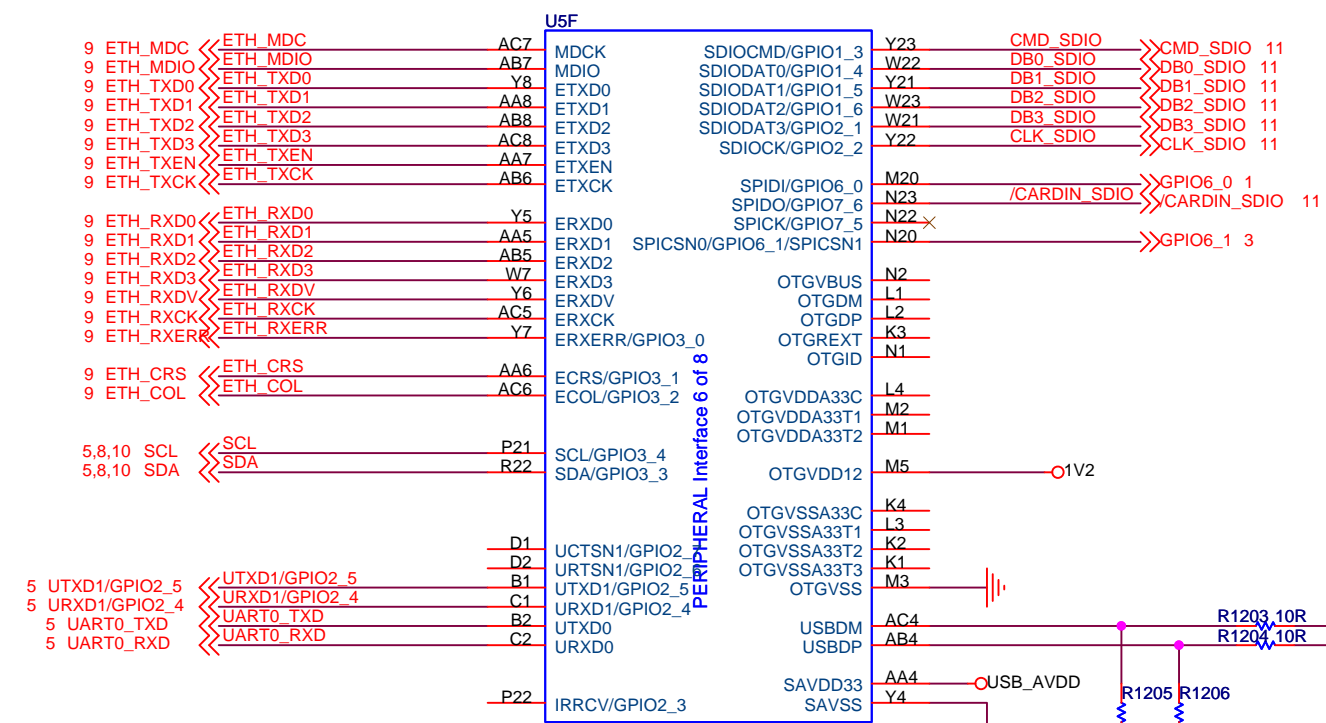 U5F
9 ETH_MDC ETH_MDC AC7 MDCK
9 ETH_MDIO ETH_MDIO AB7 MDIO
9 ETH_TXD0 ETH_TXD0 Y8 ETXD0
9 ETH_TXD1 ETH_TXD1 AA8 ETXD1
9 ETH_TXD2 ETH_TXD2 AB8 ETXD2
9 ETH_TXD3 ETH_TXD3 AC8 ETXD3
9 ETH_TXEN ETH_TXEN AA7 ETXEN
9 ETH_TXCK ETH_TXCK AB6 ETXCK
9 ETH_RXD0 ETH_RXD0 Y5 ERXD0
9 ETH_RXD1 ETH_RXD1 AA5 ERXD1
9 ETH_RXD2 ETH_RXD2 AB5 ERXD2
9 ETH_RXD3 ETH_RXD3 W7 ERXD3
9 ETH_RXDV ETH_RXDV Y6 ERXDV
9 ETH_RXCK ETH_RXCK AC5 ERXCK
9 ETH_RXERR ETH_RXERR Y7 ERXERR/GPIO3_0
9 ETH_CRS ETH_CRS AA6 ECRS/GPIO3_1
9 ETH_COL ETH_COL AC6 ECOL/GPIO3_2
5,8,10 SCL SCL P21 SCL/GPIO3_4
5,8,10 SDA SDA R22 SDA/GPIO3_3
D1 UCTSN1/GPIO2_7
D2 URTSN1/GPIO2_6
5 UTXD1/GPIO2_5 UTXD1/GPIO2_5 B1 UTXD1/GPIO2_5
5 URXD1/GPIO2_4 URXD1/GPIO2_4 C1 URXD1/GPIO2_4
5 UART0_TXD UART0_TXD B2 UTXD0
5 UART0_RXD UART0_RXD C2 URXD0
P22 IRRCV/GPIO2_3
PERIPHERAL Interface 6 of 8
SDIOCMD/GPIO1_3 Y23 CMD_SDIO CMD_SDIO 11
SDIODAT0/GPIO1_4 W22 DB0_SDIO DB0_SDIO 11
SDIODAT1/GPIO1_5 Y21 DB1_SDIO DB1_SDIO 11
SDIODAT2/GPIO1_6 W23 DB2_SDIO DB2_SDIO 11
SDIODAT3/GPIO2_1 W21 DB3_SDIO DB3_SDIO 11
SDIOCK/GPIO2_2 Y22 CLK_SDIO CLK_SDIO 11
SPIDI/GPIO6_0 M20 GPIO6_0 1
SPIDO/GPIO7_6 N23 /CARDIN_SDIO /CARDIN_SDIO 11
SPICK/GPIO7_5 N22
SPICSN0/GPIO6_1/SPICSN1 N20 GPIO6_1 3
OTGVBUS N2
OTGDM L1
OTGDP L2
OTGREXT K3
OTGID N1
OTGVDDA33C L4
OTGVDDA33T1 M2
OTGVDDA33T2 M1
OTGVDD12 M5 1V2
OTGVSSA33C K4
OTGVSSA33T1 L3
OTGVSSA33T2 K2
OTGVSSA33T3 K1
OTGVSS M3
USBDM AC4 R1203 10R
USBDP AB4 R1204 10R
SAVDD33 AA4 USB_AVDD
SAVSS Y4
R1205 R1206